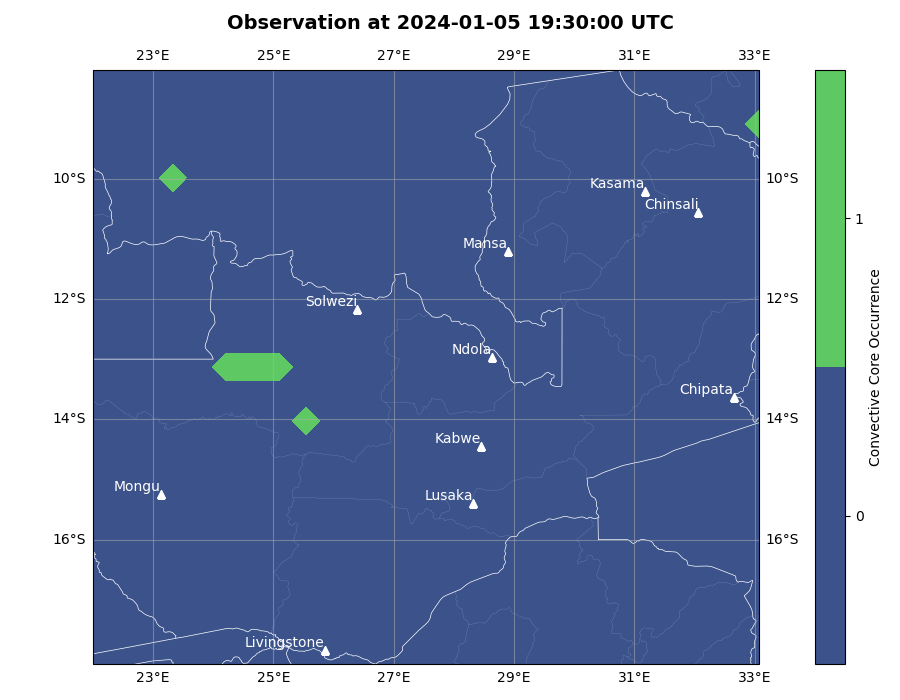 Observation at 2024-01-05 19:30:00 UTC
23°E 25°E 27°E 29°E 31°E 33°E
10°S 10°S
Kasama
Chinsali
Mansa
12°S 12°S
Solwezi
Ndola
Chipata
14°S 14°S
Kabwe
Mongu
Lusaka
16°S 16°S
Livingstone
23°E 25°E 27°E 29°E 31°E 33°E
1
0
Convective Core Occurrence